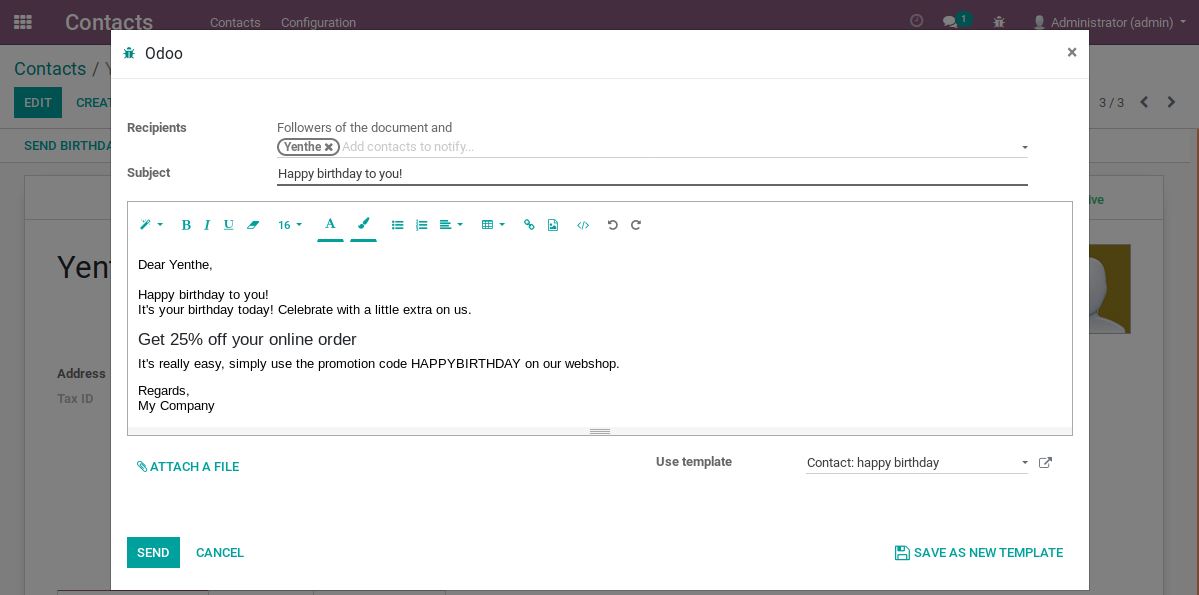 Contacts Contacts Configuration 1 Administrator (admin)
Contacts /
EDIT 3 / 3
Odoo ×
Recipients Followers of the document and
Yenthe Add contacts to notify...
Subject Happy birthday to you!
B I U 16 A
Dear Yenthe,
Happy birthday to you!
It's your birthday today! Celebrate with a little extra on us.
Get 25% off your online order
It's really easy, simply use the promotion code HAPPYBIRTHDAY on our webshop.
Regards,
My Company
Address
Tax ID
ATTACH A FILE Use template Contact: happy birthday
SEND CANCEL SAVE AS NEW TEMPLATE